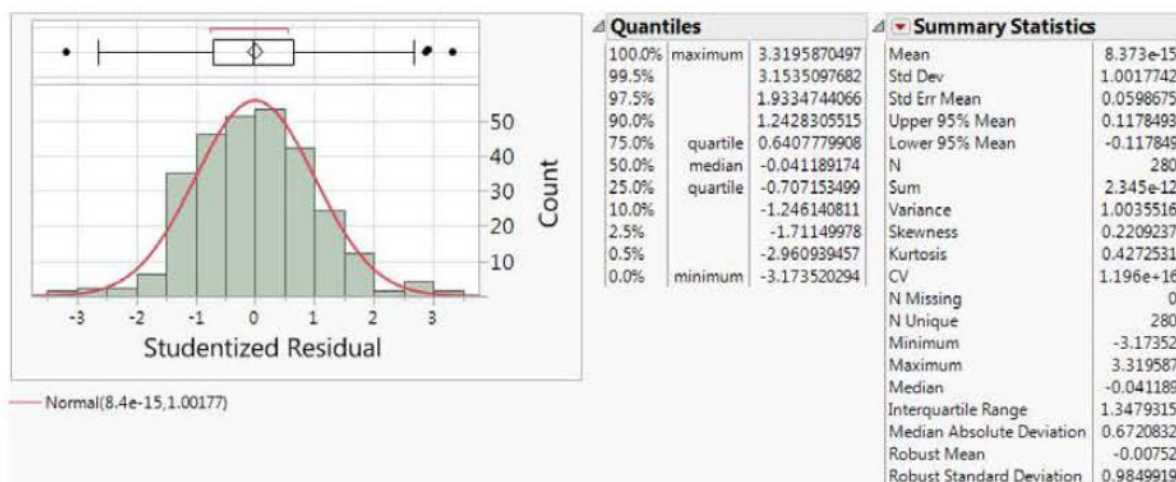 50
40
30
20
10
Count
-3 -2 -1 0 1 2 3
Studentized Residual
Normal(8.4e-15,1.00177)
Quantiles
100.0% maximum 3.3195870497
99.5% 3.1535097682
97.5% 1.9334744066
90.0% 1.2428305515
75.0% quartile 0.6407779908
50.0% median -0.041189174
25.0% quartile -0.707153499
10.0% -1.246140811
2.5% -1.71149978
0.5% -2.960939457
0.0% minimum -3.173520294
Summary Statistics
Mean 8.373e-15
Std Dev 1.0017742
Std Err Mean 0.0598675
Upper 95% Mean 0.1178493
Lower 95% Mean -0.117849
N 280
Sum 2.345e-12
Variance 1.0035516
Skewness 0.2209237
Kurtosis 0.4272531
CV 1.196e+16
N Missing 0
N Unique 280
Minimum -3.17352
Maximum 3.319587
Median -0.041189
Interquartile Range 1.3479315
Median Absolute Deviation 0.6720832
Robust Mean -0.00752
Robust Standard Deviation 0.9849919